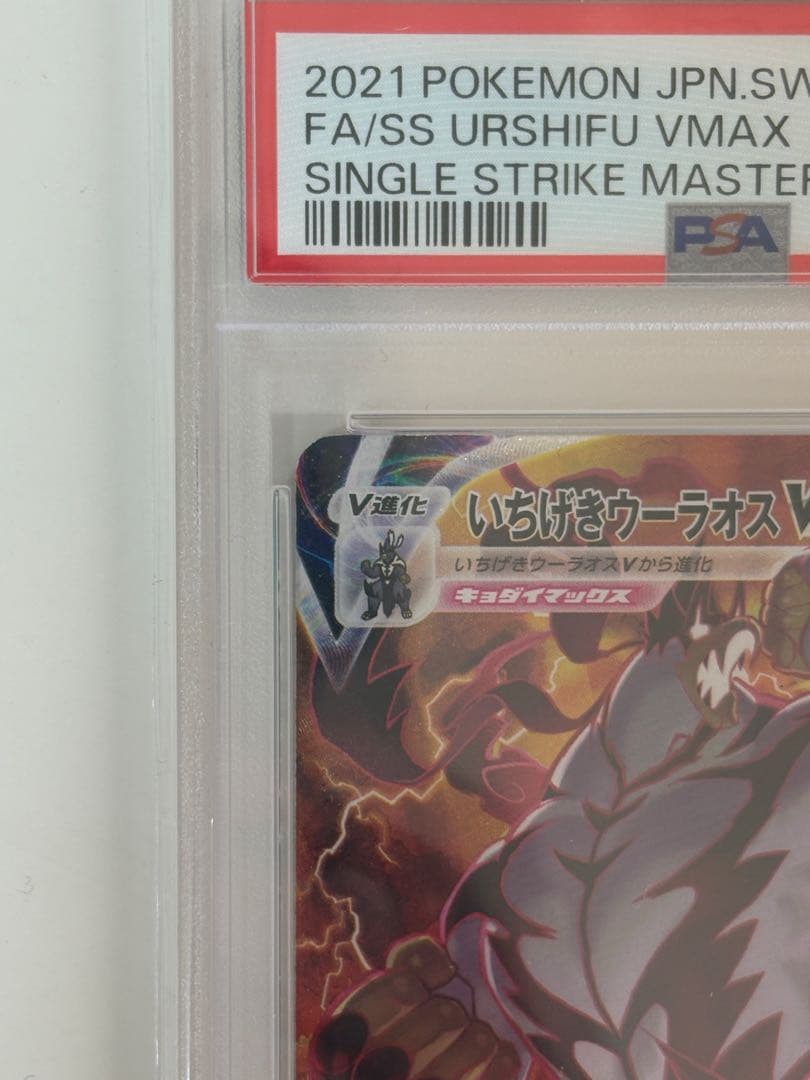 2021 POKEMON JPN.SW
FA/SS URSHIFU VMAX
SINGLE STRIKE MASTER
PSA
V進化
いちげきウーラオスV
いちげきウーラオスVから進化
キョダイマックス